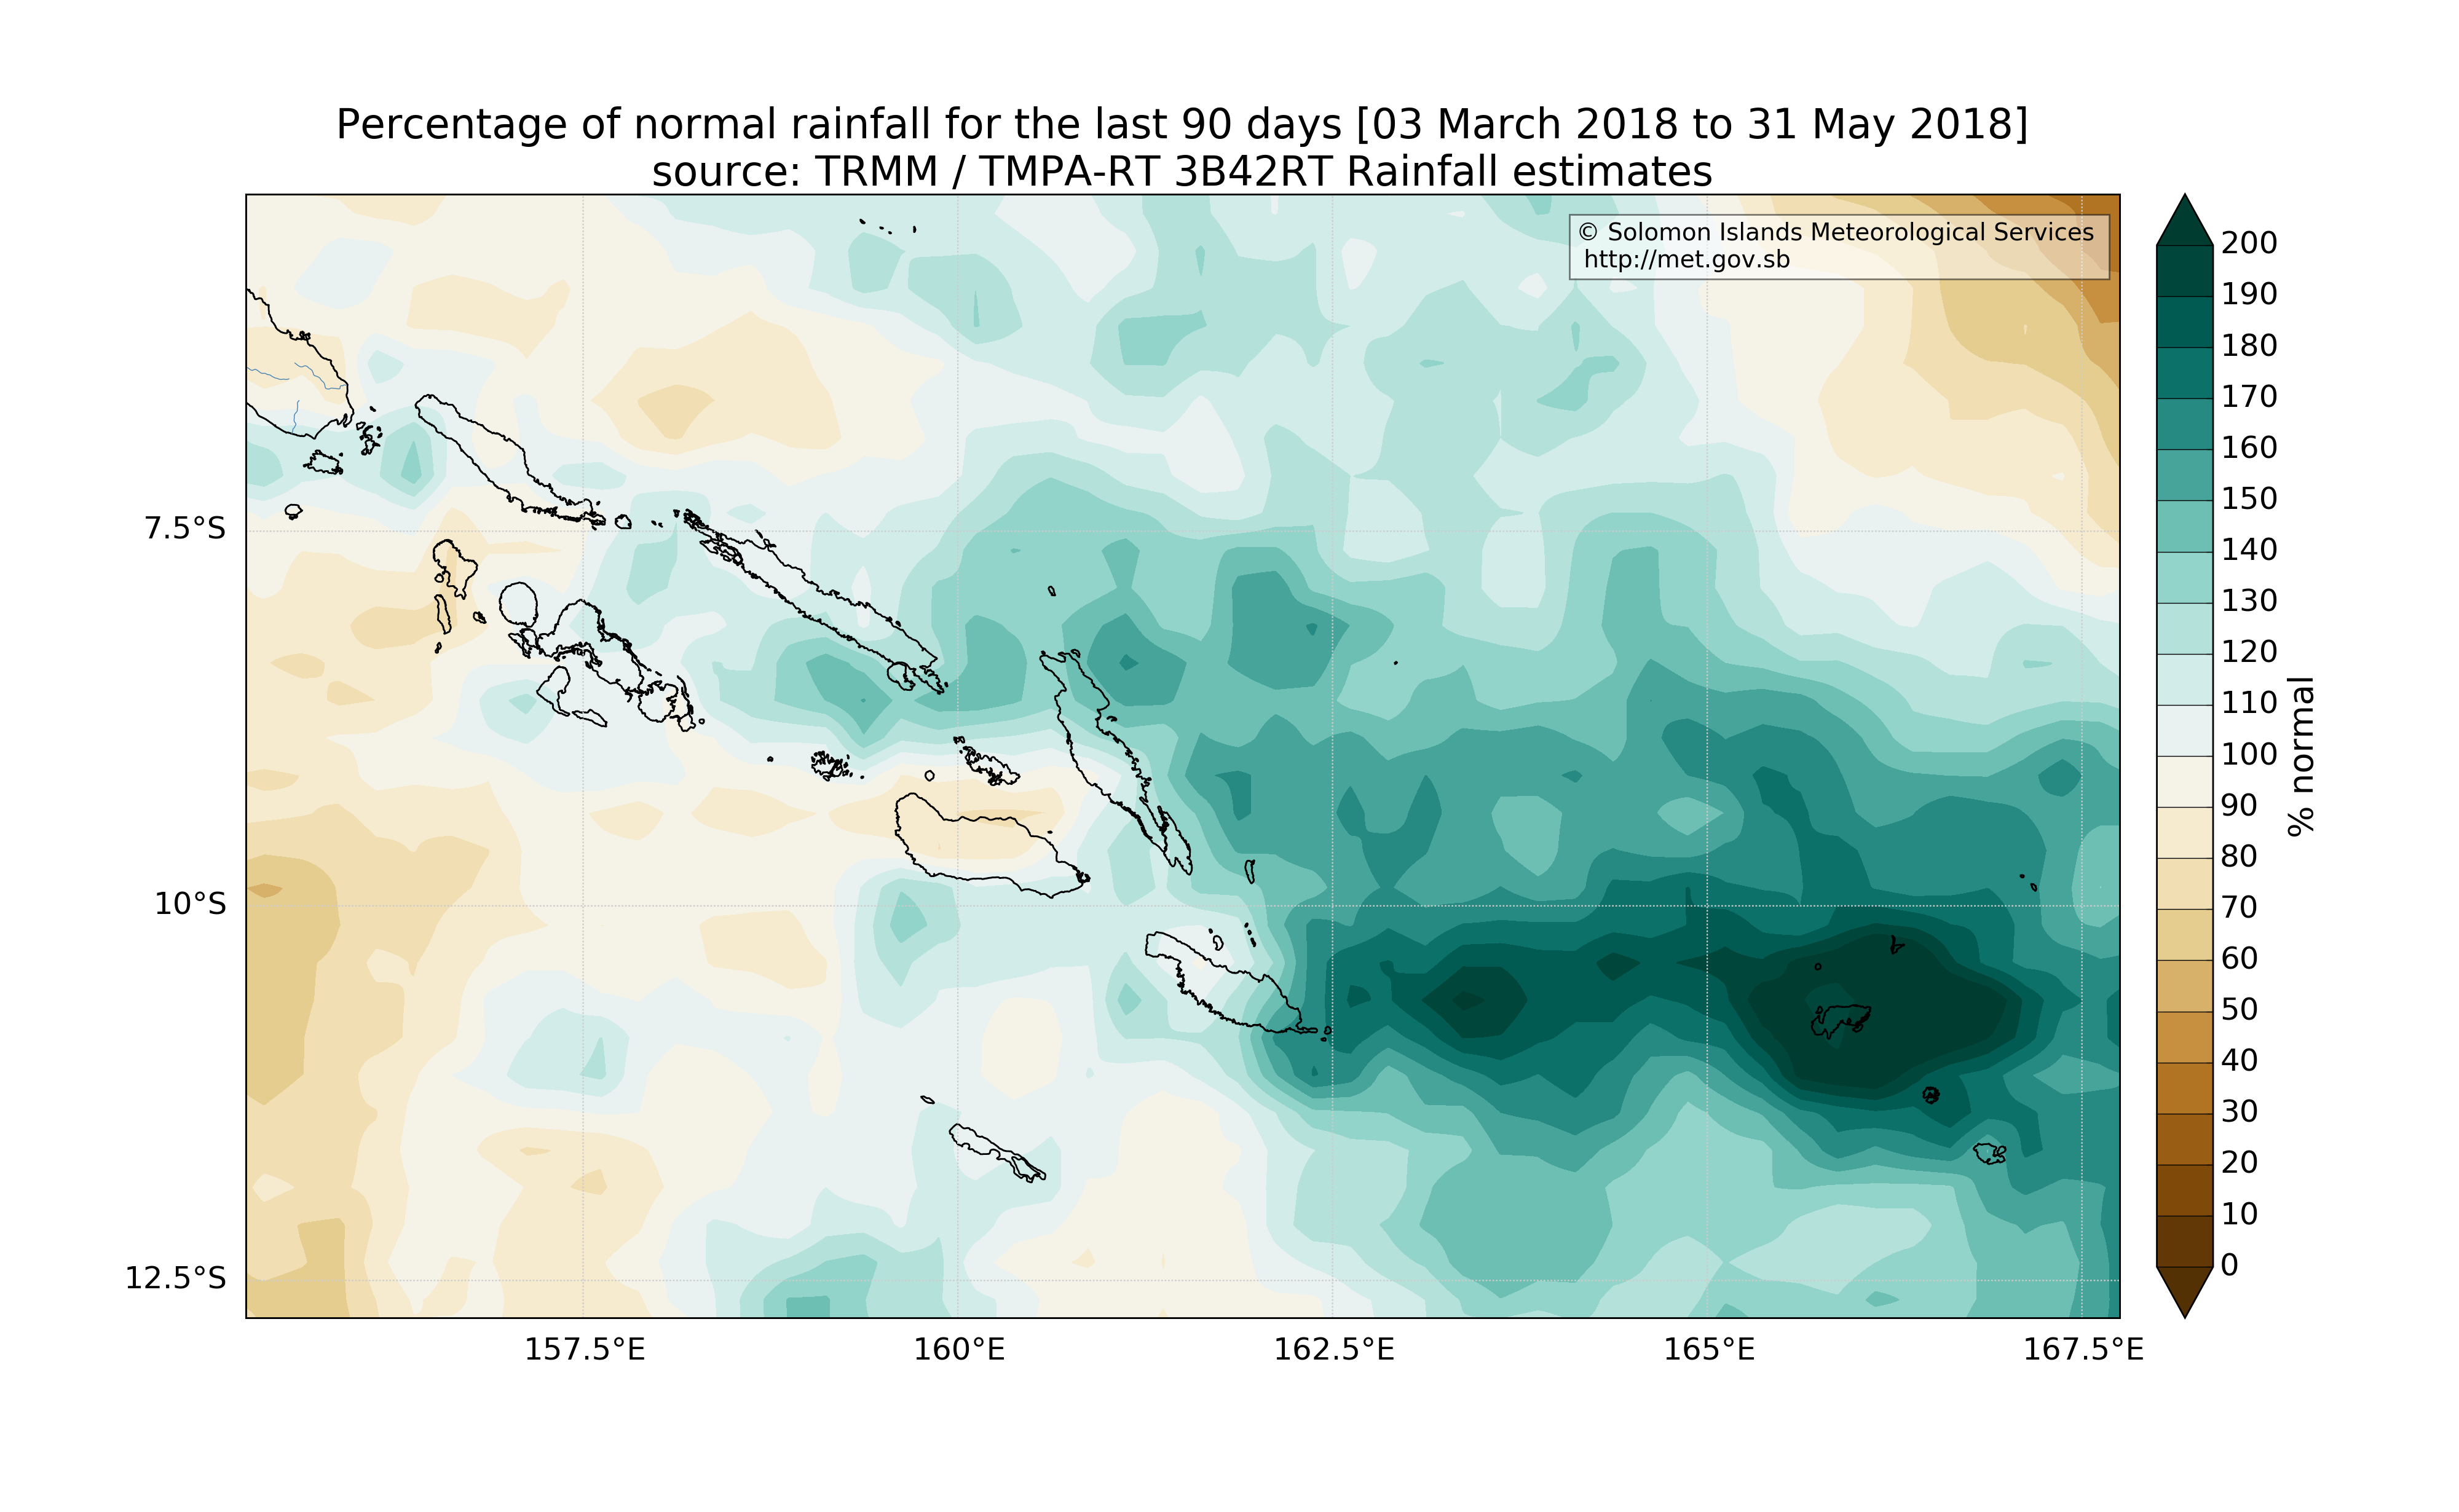 Percentage of normal rainfall for the last 90 days [03 March 2018 to 31 May 2018]
source: TRMM / TMPA-RT 3B42RT Rainfall estimates
© Solomon Islands Meteorological Services
http://met.gov.sb
7.5°S
10°S
12.5°S
157.5°E
160°E
162.5°E
165°E
167.5°E
200
190
180
170
160
150
140
130
120
110
100
90
80
70
60
50
40
30
20
10
0
% normal